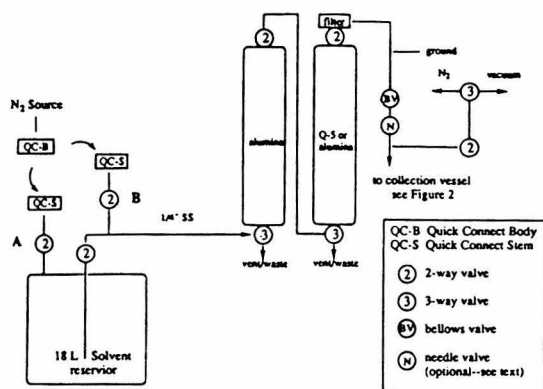 filter
2
2
ground
N2
vacuum
3
N2 Source
BV
alumina
Q-5 or
alumina
QC-B
QC-S
N
2
QC-S
2
B
to collection vessel
see Figure 2
1/4" SS
A
2
2
3
3
vent/waste
vent/waste
QC-B Quick Connect Body
QC-S Quick Connect Stem
2 2-way valve
3 3-way valve
BV bellows valve
N needle valve
(optional--see text)
18 L Solvent
reservior